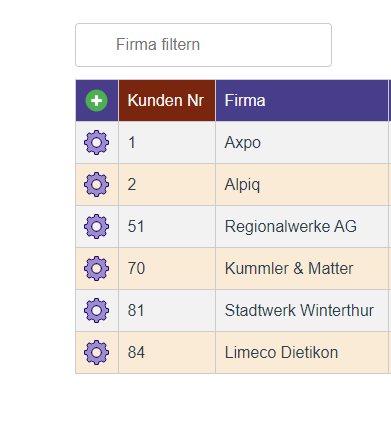 Firma filtern
Kunden Nr Firma
1 Axpo
2 Alpiq
51 Regionalwerke AG
70 Kummler & Matter
81 Stadtwerk Winterthur
84 Limeco Dietikon